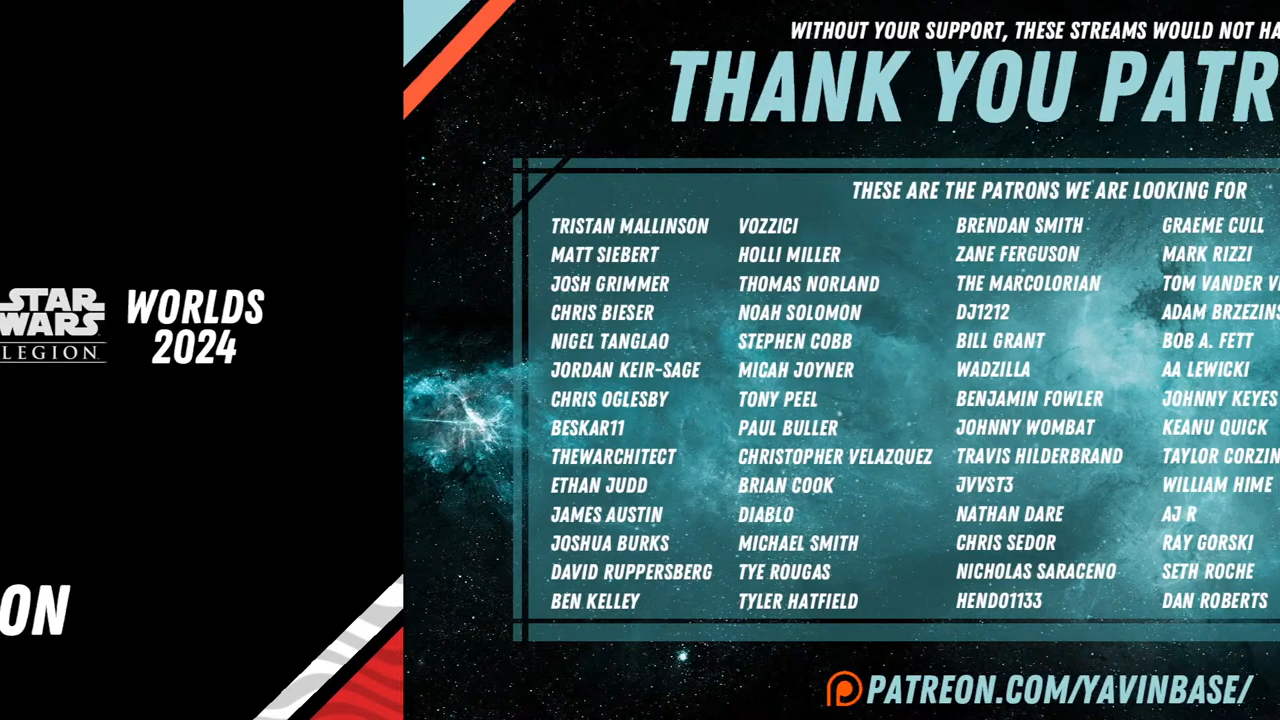 STAR
WARS
LEGION
WORLDS
2024
ON
WITHOUT YOUR SUPPORT, THESE STREAMS WOULD NOT HA
THANK YOU PATR
THESE ARE THE PATRONS WE ARE LOOKING FOR
TRISTAN MALLINSON
MATT SIEBERT
JOSH GRIMMER
CHRIS BIESER
NIGEL TANGLAO
JORDAN KEIR-SAGE
CHRIS OGLESBY
BESKAR11
THEWARCHITECT
ETHAN JUDD
JAMES AUSTIN
JOSHUA BURKS
DAVID RUPPERSBERG
BEN KELLEY
VOZZICI
HOLLI MILLER
THOMAS NORLAND
NOAH SOLOMON
STEPHEN COBB
MICAH JOYNER
TONY PEEL
PAUL BULLER
CHRISTOPHER VELAZQUEZ
BRIAN COOK
DIABLO
MICHAEL SMITH
TYE ROUGAS
TYLER HATFIELD
BRENDAN SMITH
ZANE FERGUSON
THE MARCOLORIAN
DJ1212
BILL GRANT
WADZILLA
BENJAMIN FOWLER
JOHNNY WOMBAT
TRAVIS HILDERBRAND
JVVST3
NATHAN DARE
CHRIS SEDOR
NICHOLAS SARACENO
HENDO1133
GRAEME CULL
MARK RIZZI
TOM VANDER V
ADAM BRZEZINS
BOB A. FETT
AA LEWICKI
JOHNNY KEYES
KEANU QUICK
TAYLOR CORZIN
WILLIAM HIME
AJ R
RAY GORSKI
SETH ROCHE
DAN ROBERTS
PATREON.COM/YAVINBASE/